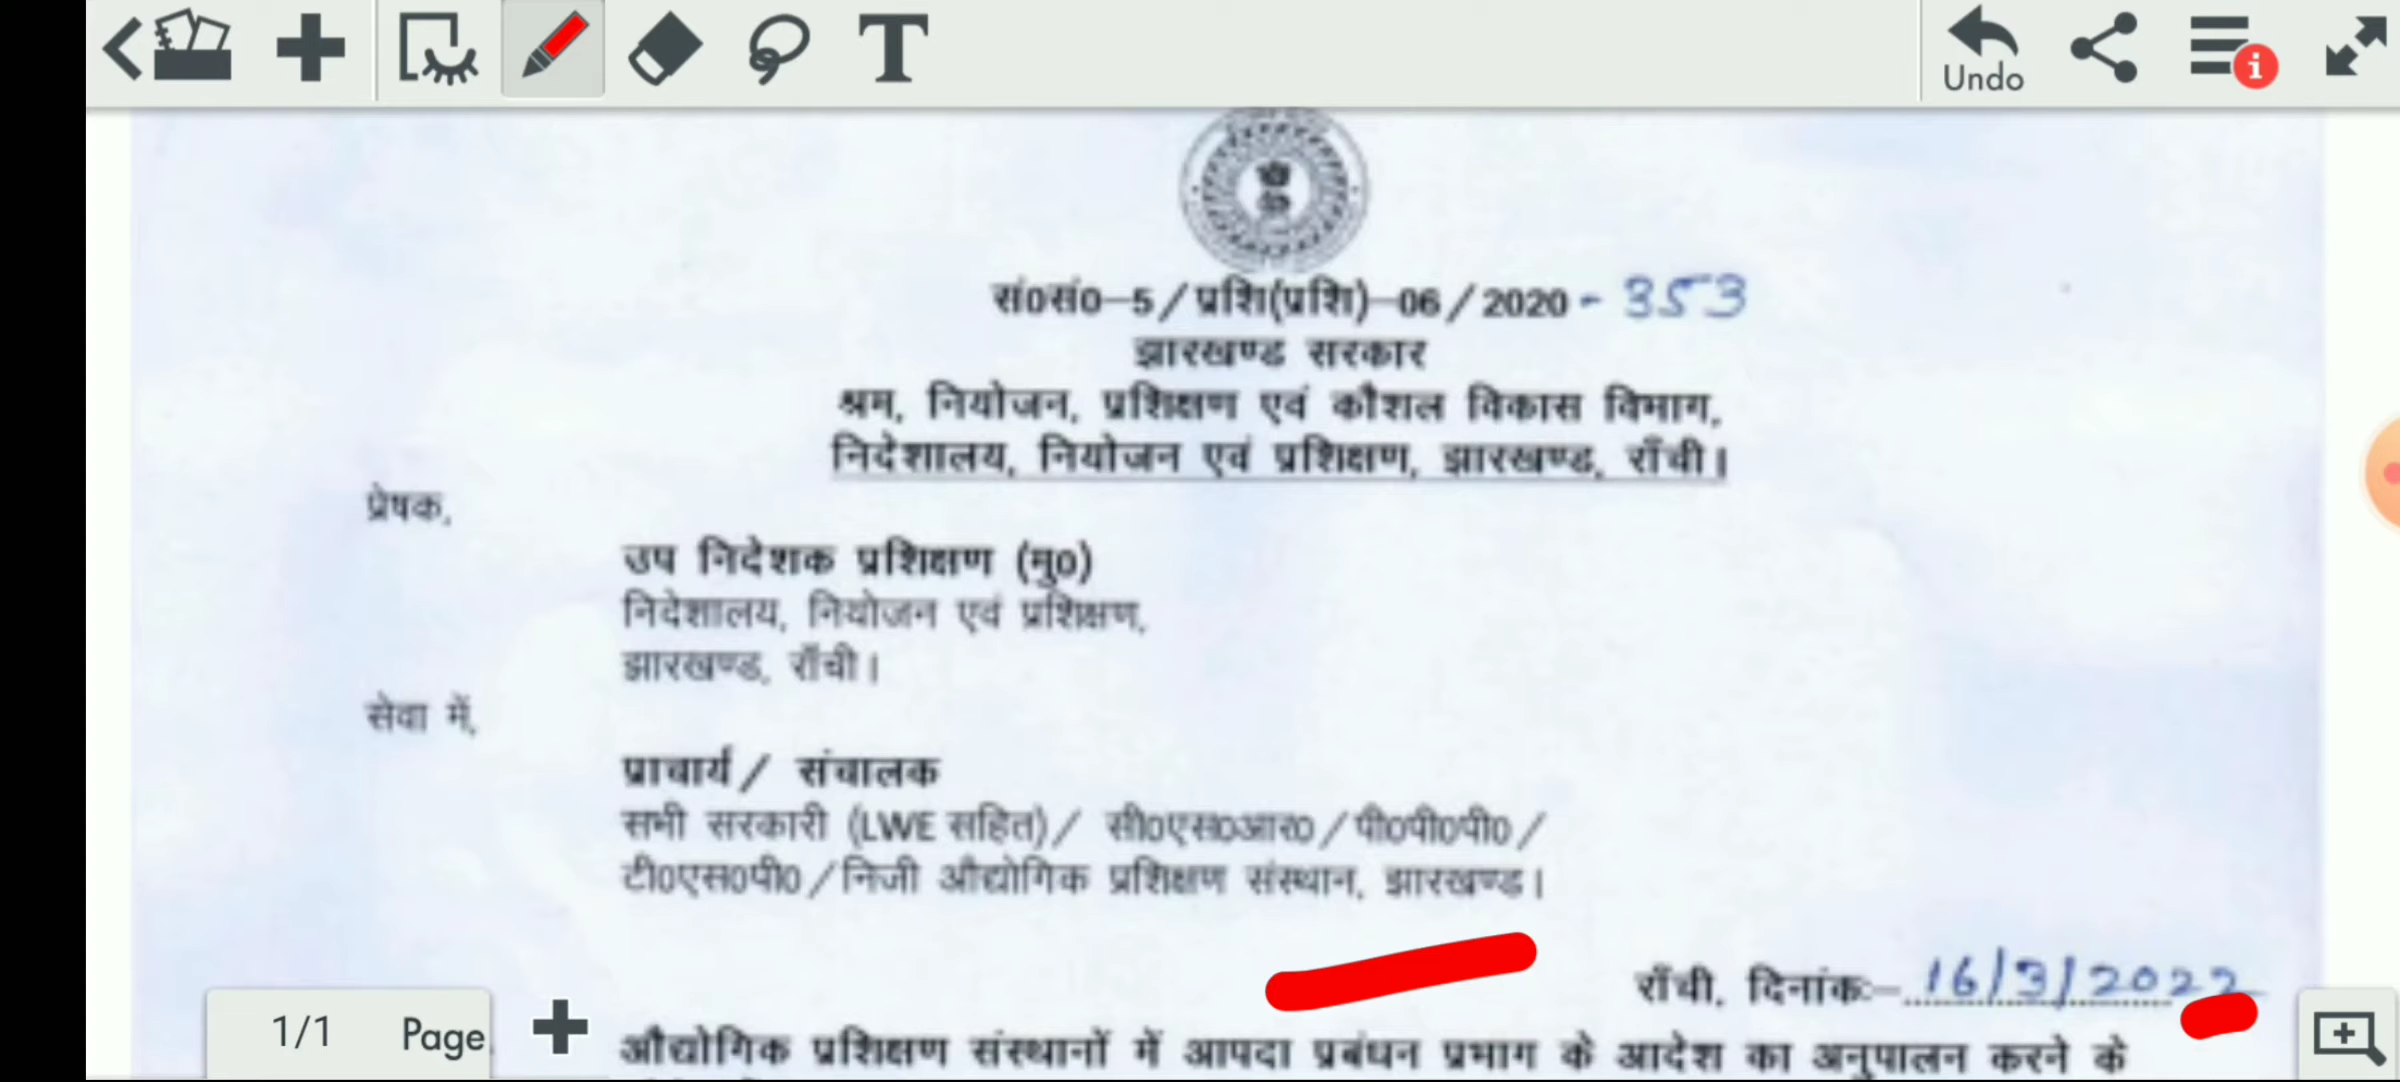 Undo
सं0सं0–5/प्रशि(प्रशि)–06/2020 - 353
झारखण्ड सरकार
श्रम, नियोजन, प्रशिक्षण एवं कौशल विकास विभाग,
निदेशालय, नियोजन एवं प्रशिक्षण, झारखण्ड, राँची।
प्रेषक,
उप निदेशक प्रशिक्षण (मु0)
निदेशालय, नियोजन एवं प्रशिक्षण,
झारखण्ड, राँची।
सेवा में,
प्राचार्य/ संचालक
सभी सरकारी (LWE सहित)/ सी0एस0आर0/पी0पी0पी0/
टी0एस0पी0/निजी औद्योगिक प्रशिक्षण संस्थान, झारखण्ड।
राँची, दिनांकः–16/3/2022
औद्योगिक प्रशिक्षण संस्थानों में आपदा प्रबंधन प्रभाग के आदेश का अनुपालन करने के
1/1 Page